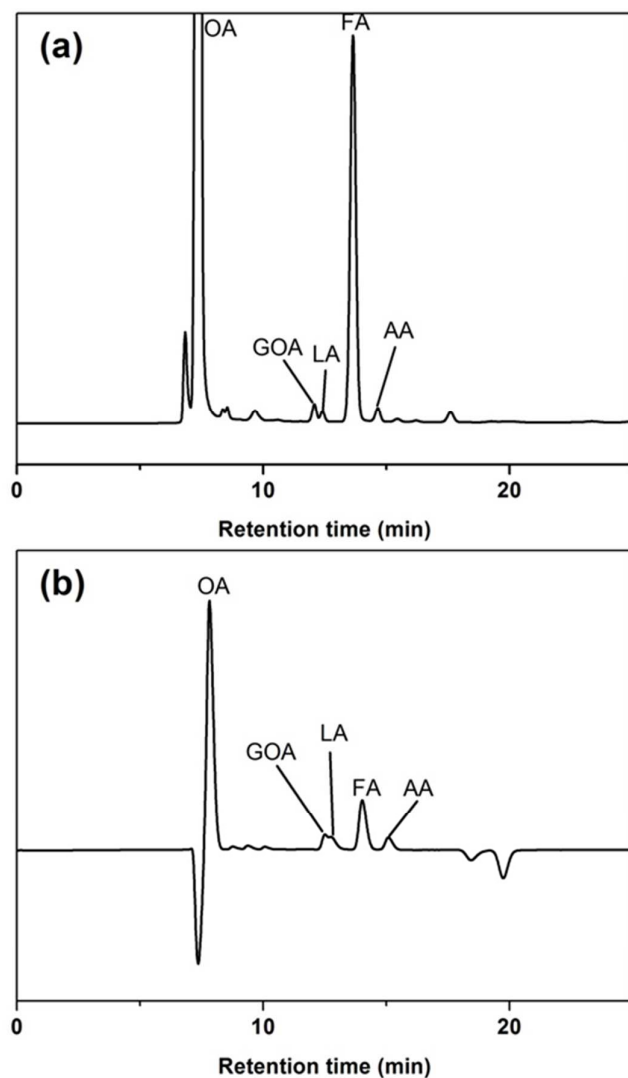 (a)
OA
FA
GOA
LA
AA
0
10
20
Retention time (min)
(b)
OA
GOA
LA
FA
AA
0
10
20
Retention time (min)